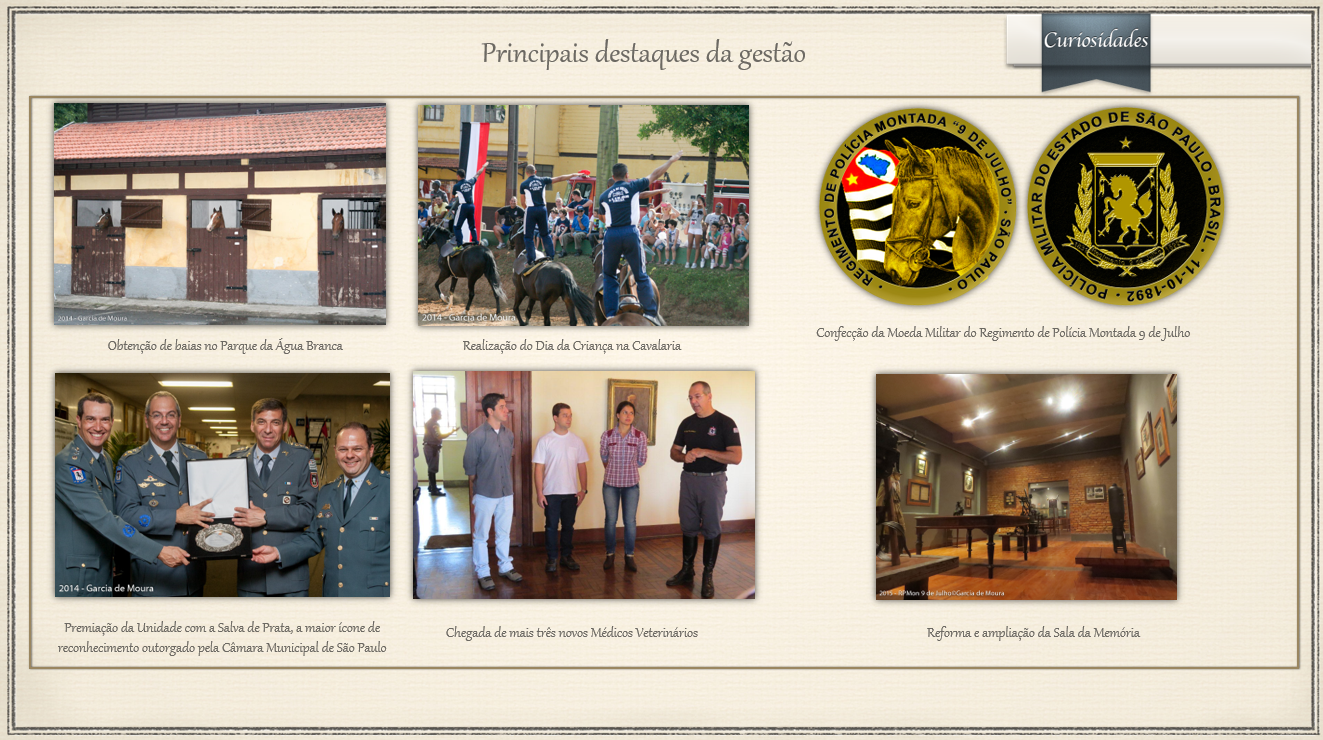 Curiosidades
Principais destaques da gestão
2014 - Garcia de Moura
Obtenção de baias no Parque da Água Branca
2014 - Garcia de Moura
Realização do Dia da Criança na Cavalaria
REGIMENTO DE POLÍCIA MONTADA “9 DE JULHO” · SÃO PAULO ·
POLÍCIA MILITAR DO ESTADO DE SÃO PAULO · BRASIL · 11-10-1892 ·
Confecção da Moeda Militar do Regimento de Polícia Montada 9 de Julho
2014 - Garcia de Moura
Premiação da Unidade com a Salva de Prata, a maior ícone de
reconhecimento outorgado pela Câmara Municipal de São Paulo
Chegada de mais três novos Médicos Veterinários
2015 - RPMon 9 de Julho©Garcia de Moura
Reforma e ampliação da Sala da Memória